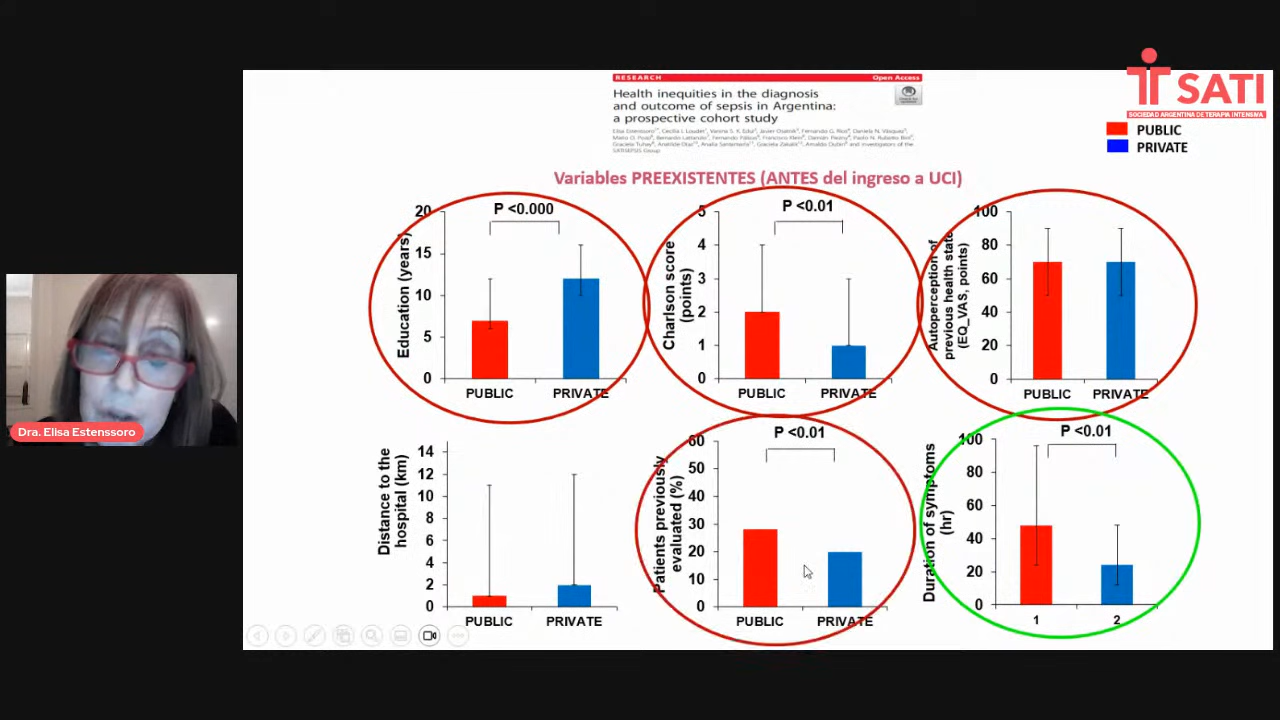 SATI
SOCIEDAD ARGENTINA DE TERAPIA INTENSIVA
PUBLIC
PRIVATE
RESEARCH Open Access
Health inequities in the diagnosis
and outcome of sepsis in Argentina:
a prospective cohort study
Variables PREEXISTENTES (ANTES del ingreso a UCI)
P <0.000
Education (years)
20
15
10
5
0
PUBLIC PRIVATE
P <0.01
Charlson score
(points)
5
4
3
2
1
0
PUBLIC PRIVATE
Autoperception of
previous health state
(EQ_VAS, points)
100
80
60
40
20
0
PUBLIC PRIVATE
Distance to the
hospital (km)
14
12
10
8
6
4
2
0
PUBLIC PRIVATE
P <0.01
Patients previously
evaluated (%)
60
50
40
30
20
10
0
PUBLIC PRIVATE
P <0.01
Duration of symptoms
(hr)
100
80
60
40
20
0
1 2
Dra. Elisa Estenssoro